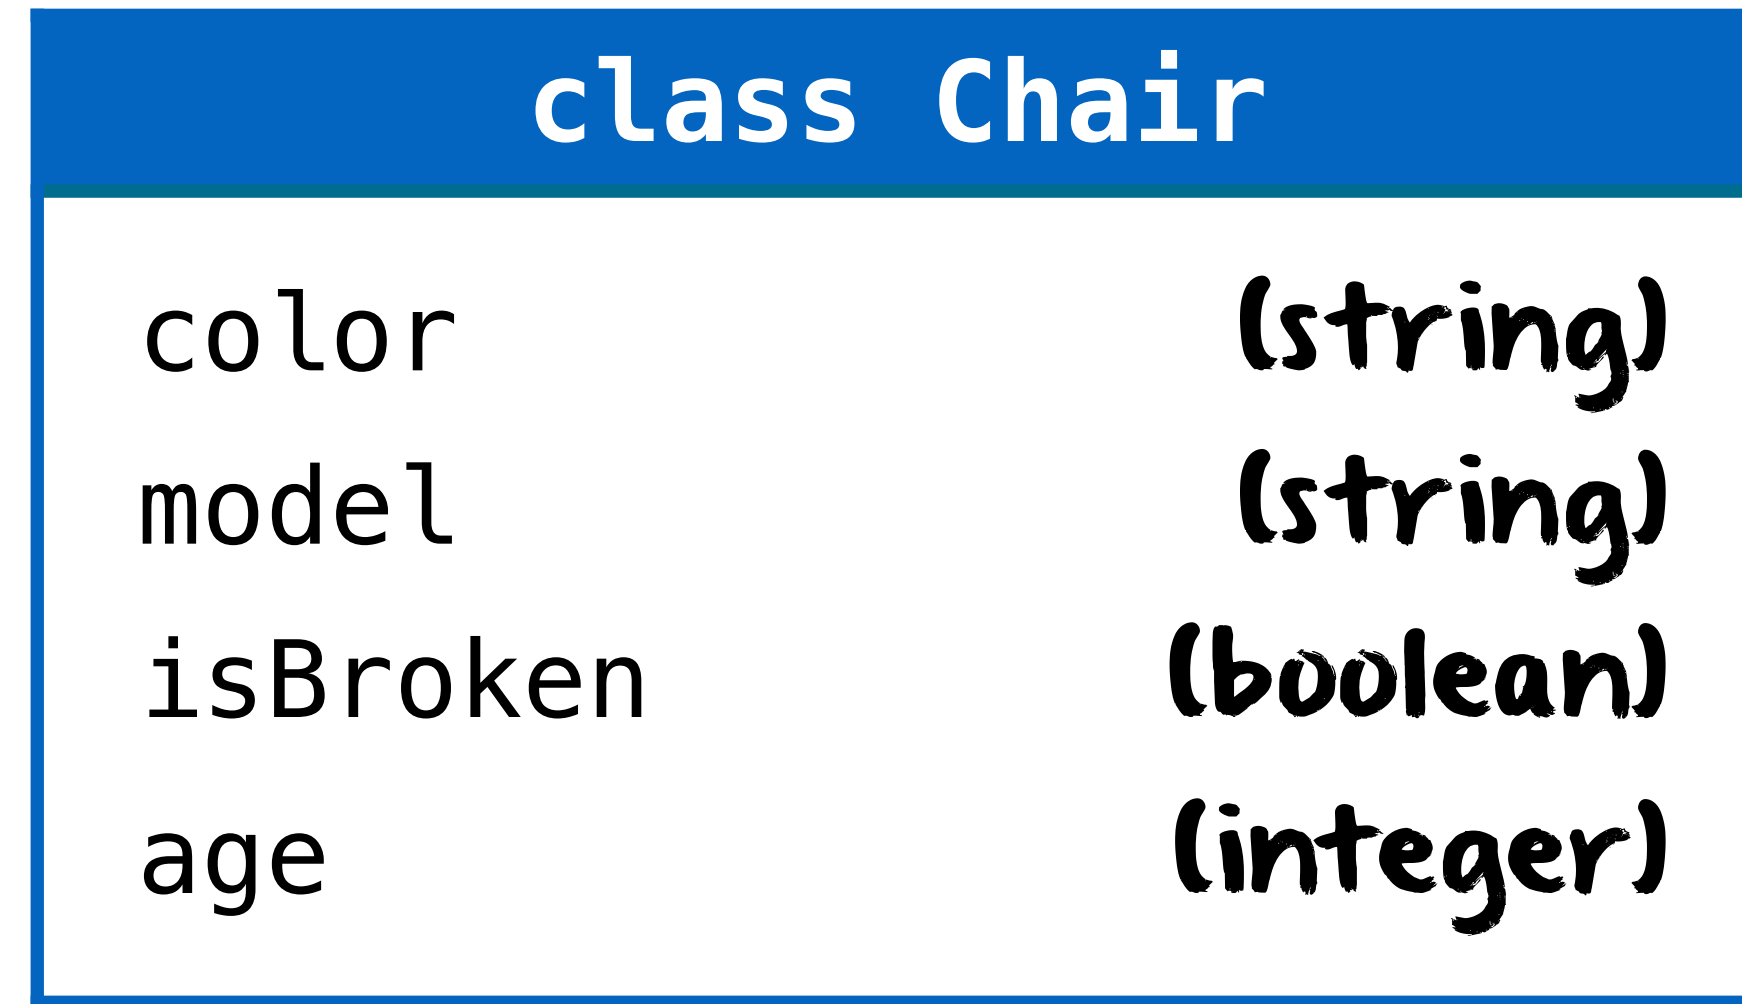 class Chair
color (string)
model (string)
isBroken (boolean)
age (integer)